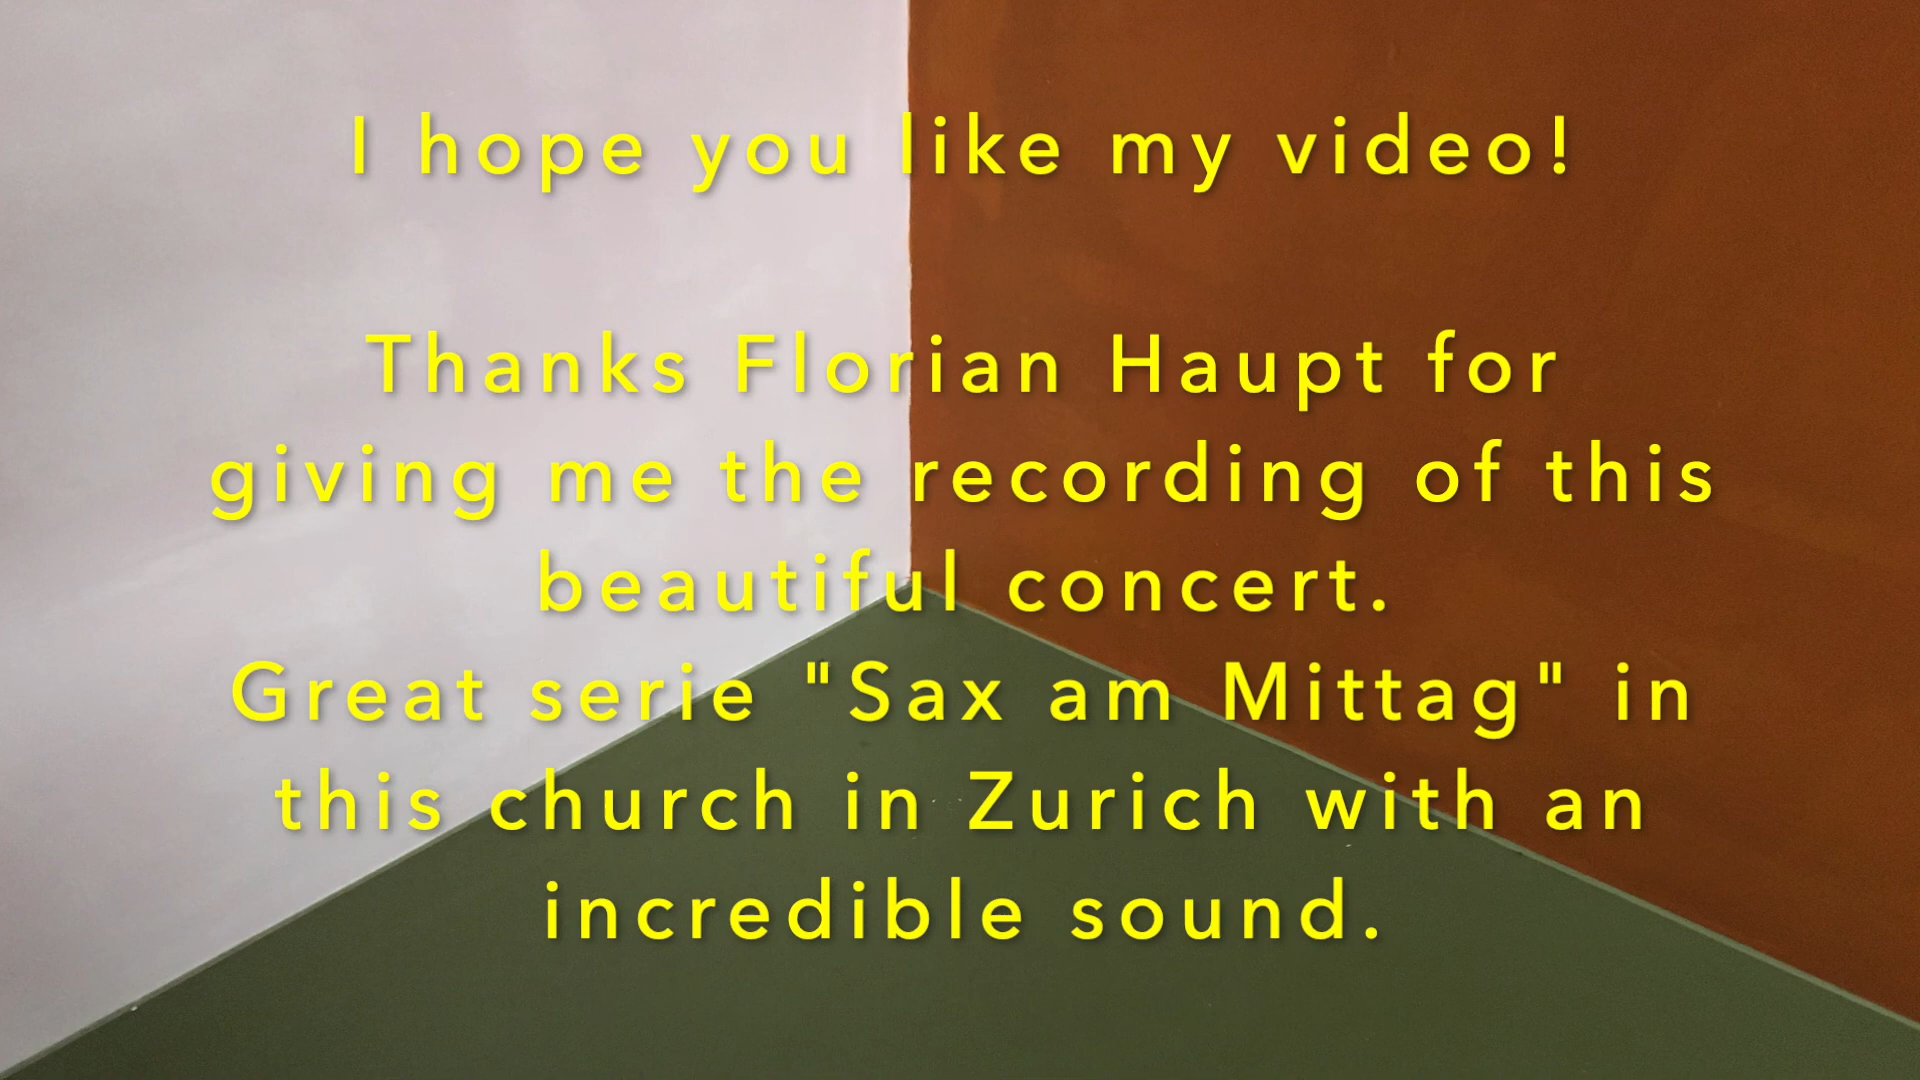 I hope you like my video!
Thanks Florian Haupt for
giving me the recording of this
beautiful concert.
Great serie "Sax am Mittag" in
this church in Zurich with an
incredible sound.